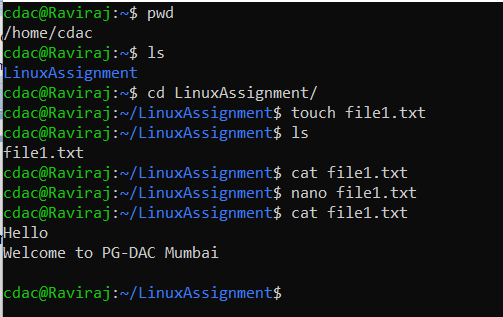 cdac@Raviraj:~$ pwd
/home/cdac
cdac@Raviraj:~$ ls
LinuxAssignment
cdac@Raviraj:~$ cd LinuxAssignment/
cdac@Raviraj:~/LinuxAssignment$ touch file1.txt
cdac@Raviraj:~/LinuxAssignment$ ls
file1.txt
cdac@Raviraj:~/LinuxAssignment$ cat file1.txt
cdac@Raviraj:~/LinuxAssignment$ nano file1.txt
cdac@Raviraj:~/LinuxAssignment$ cat file1.txt
Hello
Welcome to PG-DAC Mumbai
cdac@Raviraj:~/LinuxAssignment$